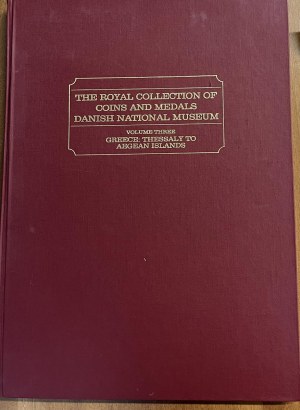 THE ROYAL COLLECTION OF
COINS AND MEDALS
DANISH NATIONAL MUSEUM
VOLUME THREE
GREECE: THESSALY TO
AEGEAN ISLANDS